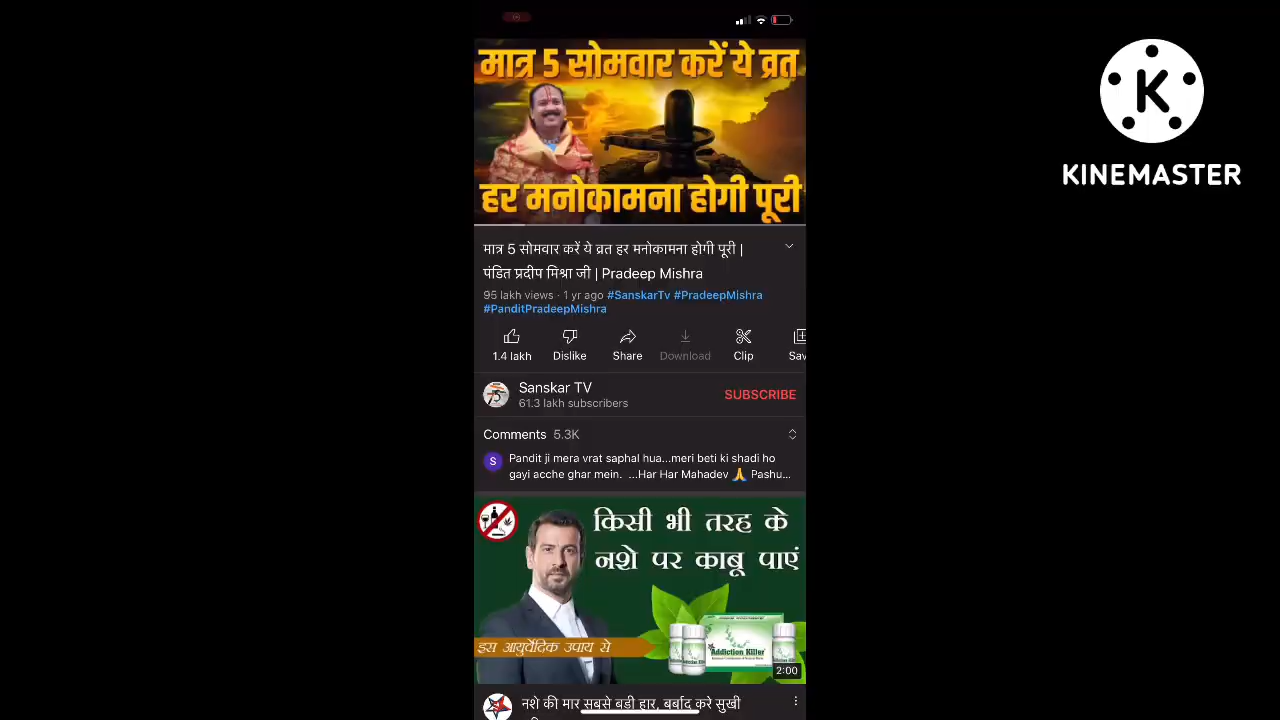 मात्र 5 सोमवार करें ये व्रत
हर मनोकामना होगी पूरी
मात्र 5 सोमवार करें ये व्रत हर मनोकामना होगी पूरी |
पंडित प्रदीप मिश्रा जी | Pradeep Mishra
95 lakh views · 1 yr ago #SanskarTv #PradeepMishra
#PanditPradeepMishra
1.4 lakh Dislike Share Download Clip Sav
Sanskar TV
SUBSCRIBE
61.3 lakh subscribers
Comments 5.3K
S
Pandit ji mera vrat saphal hua...meri beti ki shadi ho
gayi acche ghar mein. ...Har Har Mahadev 🙏 Pashu...
किसी भी तरह के
नशे पर काबू पाएं
इस आयुर्वेदिक उपाय से
Addiction Killer
2:00
नशे की मार सबसे बडी हार, बर्बाद करे सुखी
K
KINEMASTER